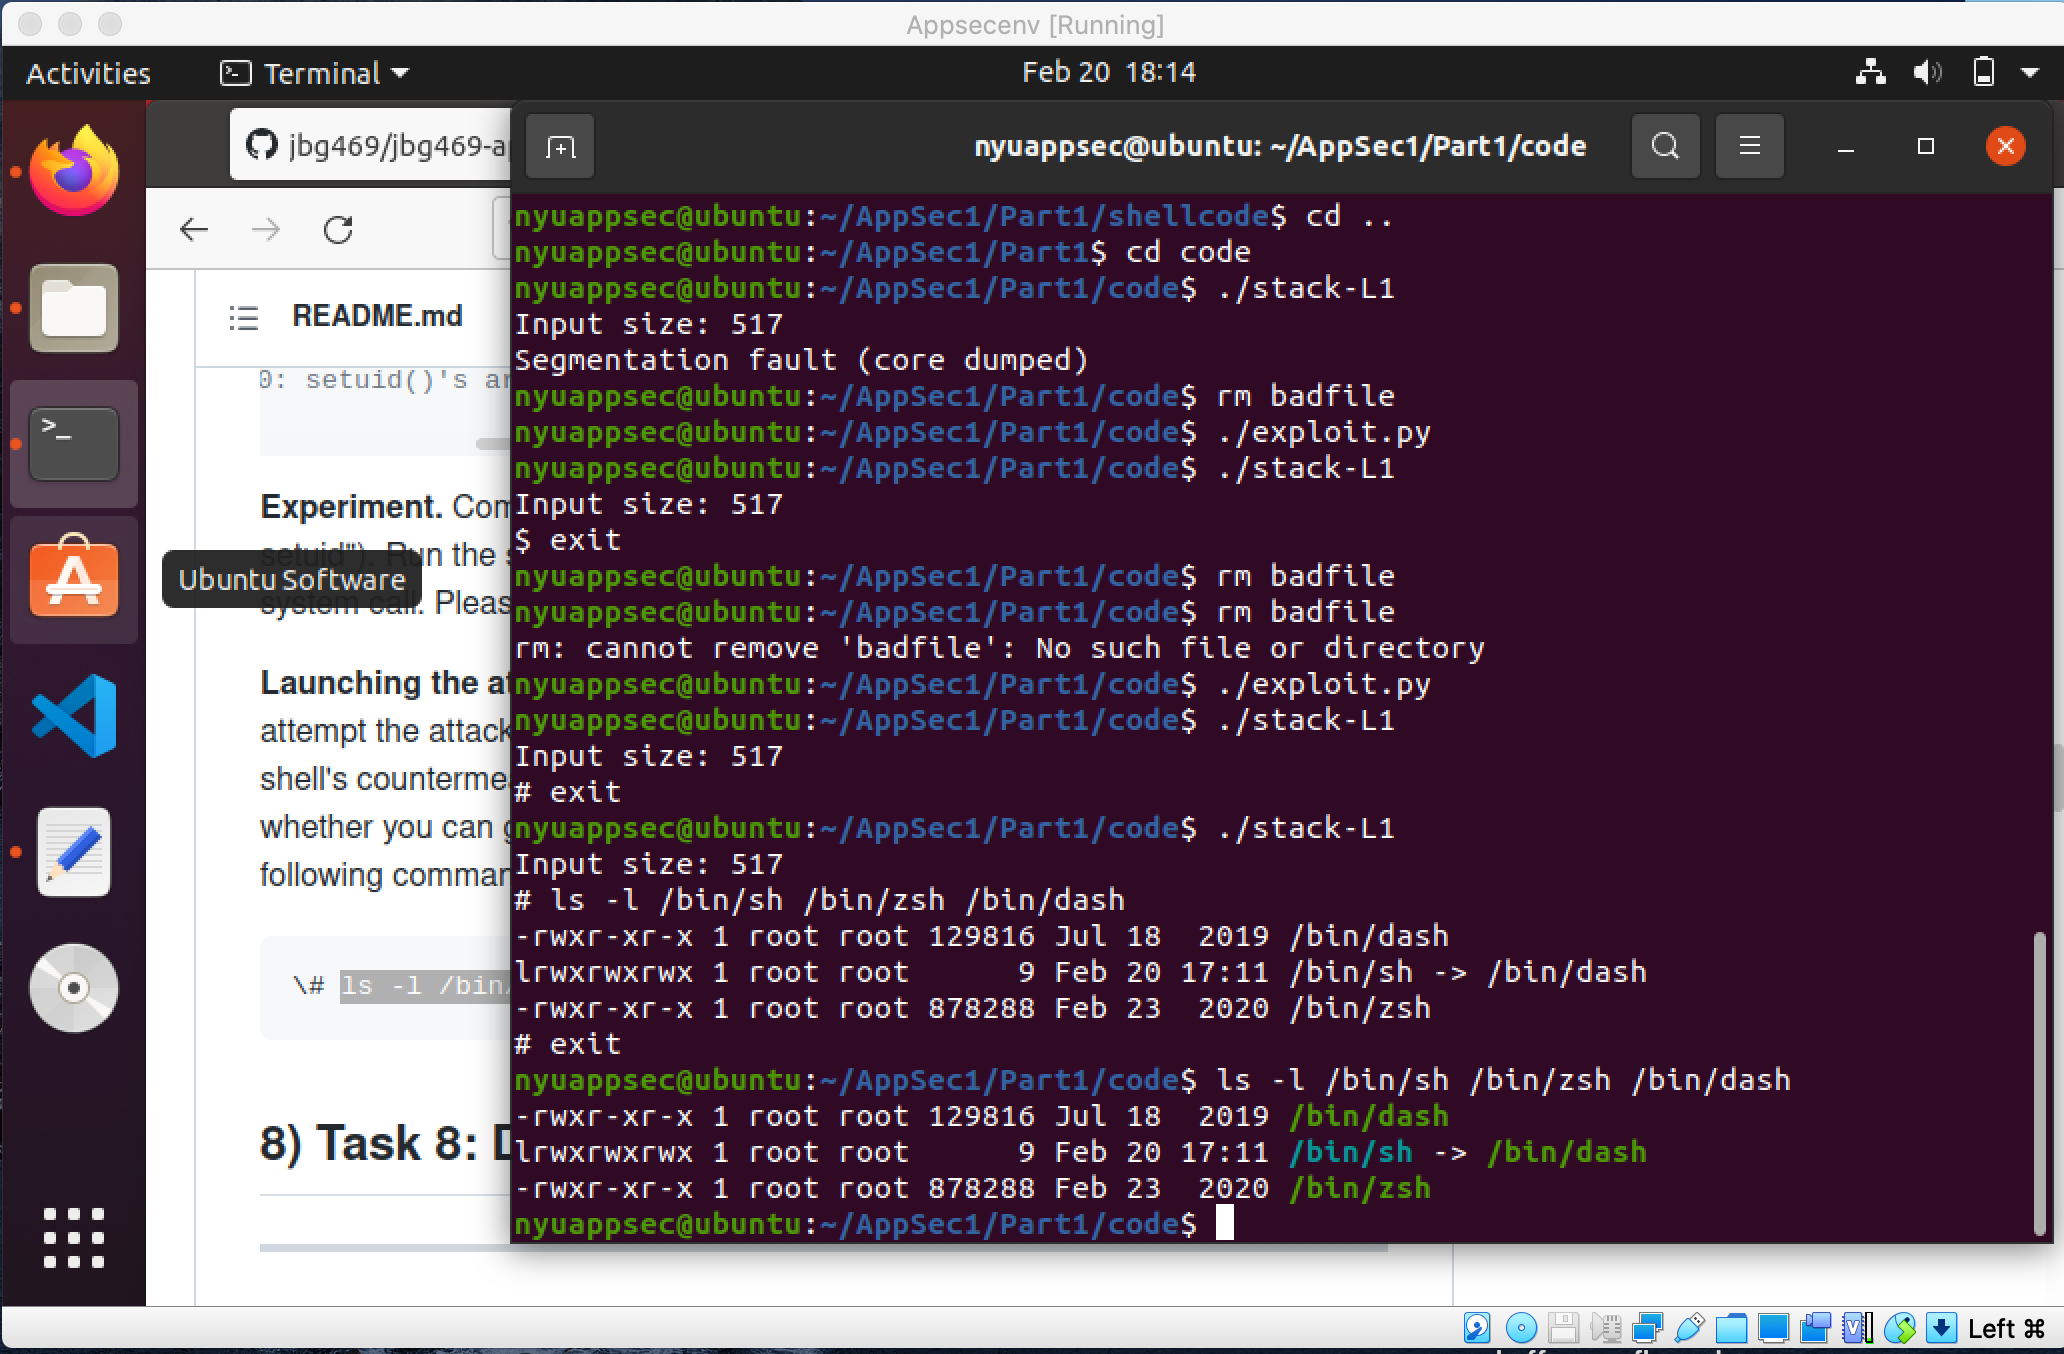 Appsecenv [Running]
Activities
Terminal
Feb 20 18:14
jbg469/jbg469-a
nyuappsec@ubuntu: ~/AppSec1/Part1/code
README.md
0: setuid()'s ar
Experiment. Com
setuid"). Run the s
system call. Pleas
Ubuntu Software
Launching the at
attempt the attack
shell's counterme
whether you can g
following comman
\# ls -l /bin/
8) Task 8: D
nyuappsec@ubuntu:~/AppSec1/Part1/shellcode$ cd ..
nyuappsec@ubuntu:~/AppSec1/Part1$ cd code
nyuappsec@ubuntu:~/AppSec1/Part1/code$ ./stack-L1
Input size: 517
Segmentation fault (core dumped)
nyuappsec@ubuntu:~/AppSec1/Part1/code$ rm badfile
nyuappsec@ubuntu:~/AppSec1/Part1/code$ ./exploit.py
nyuappsec@ubuntu:~/AppSec1/Part1/code$ ./stack-L1
Input size: 517
$ exit
nyuappsec@ubuntu:~/AppSec1/Part1/code$ rm badfile
nyuappsec@ubuntu:~/AppSec1/Part1/code$ rm badfile
rm: cannot remove 'badfile': No such file or directory
nyuappsec@ubuntu:~/AppSec1/Part1/code$ ./exploit.py
nyuappsec@ubuntu:~/AppSec1/Part1/code$ ./stack-L1
Input size: 517
# exit
nyuappsec@ubuntu:~/AppSec1/Part1/code$ ./stack-L1
Input size: 517
# ls -l /bin/sh /bin/zsh /bin/dash
-rwxr-xr-x 1 root root 129816 Jul 18  2019 /bin/dash
lrwxrwxrwx 1 root root      9 Feb 20 17:11 /bin/sh -> /bin/dash
-rwxr-xr-x 1 root root 878288 Feb 23  2020 /bin/zsh
# exit
nyuappsec@ubuntu:~/AppSec1/Part1/code$ ls -l /bin/sh /bin/zsh /bin/dash
-rwxr-xr-x 1 root root 129816 Jul 18  2019 /bin/dash
lrwxrwxrwx 1 root root      9 Feb 20 17:11 /bin/sh -> /bin/dash
-rwxr-xr-x 1 root root 878288 Feb 23  2020 /bin/zsh
nyuappsec@ubuntu:~/AppSec1/Part1/code$
Left ⌘